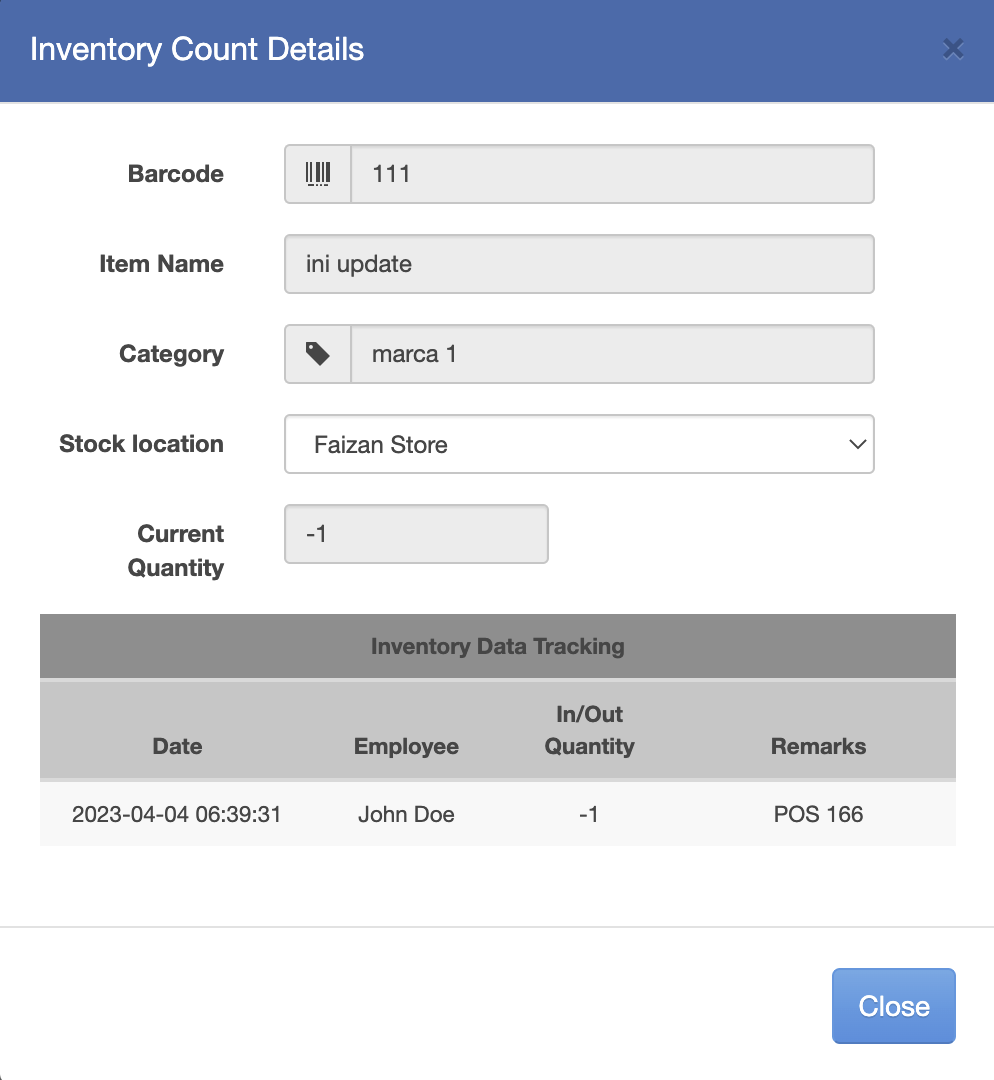 Inventory Count Details
Barcode
111
Item Name
ini update
Category
marca 1
Stock location
Faizan Store
Current
Quantity
-1
Inventory Data Tracking
Date
Employee
In/Out
Quantity
Remarks
2023-04-04 06:39:31
John Doe
-1
POS 166
Close